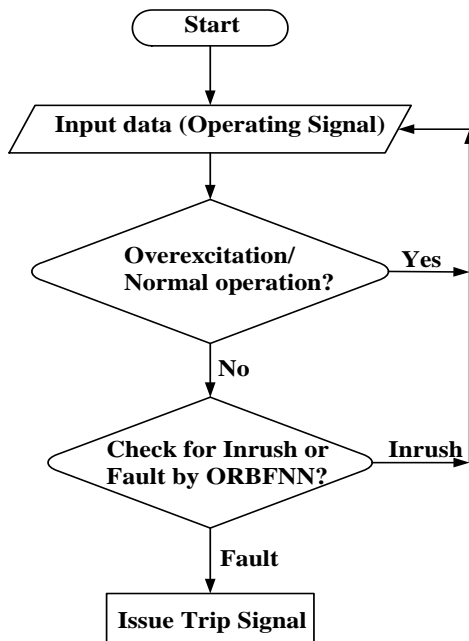 Start
Input data (Operating Signal)
Overexcitation/
Normal operation?
Yes
No
Check for Inrush or
Fault by ORBFNN?
Inrush
Fault
Issue Trip Signal